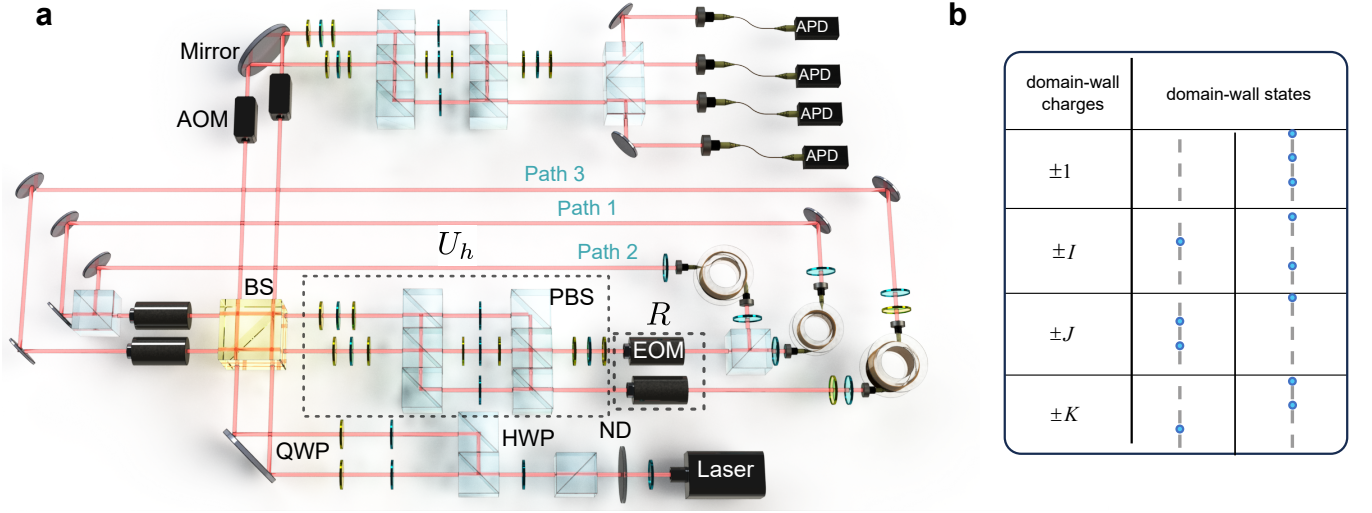 a
b
Mirror
AOM
APD
APD
APD
APD
Path 3
Path 1
Path 2
U_h
BS
PBS
R
EOM
QWP
HWP
ND
Laser
domain-wall
charges
domain-wall states
±1
±I
±J
±K